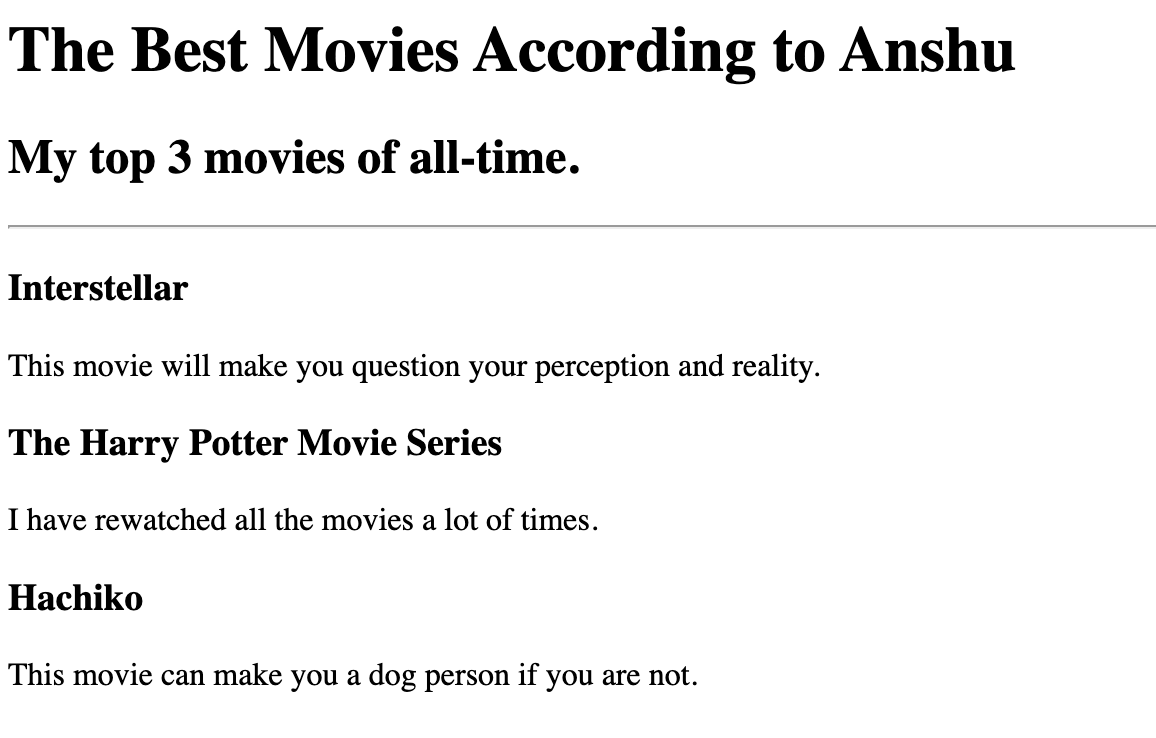 The Best Movies According to Anshu
My top 3 movies of all-time.
Interstellar
This movie will make you question your perception and reality.
The Harry Potter Movie Series
I have rewatched all the movies a lot of times.
Hachiko
This movie can make you a dog person if you are not.